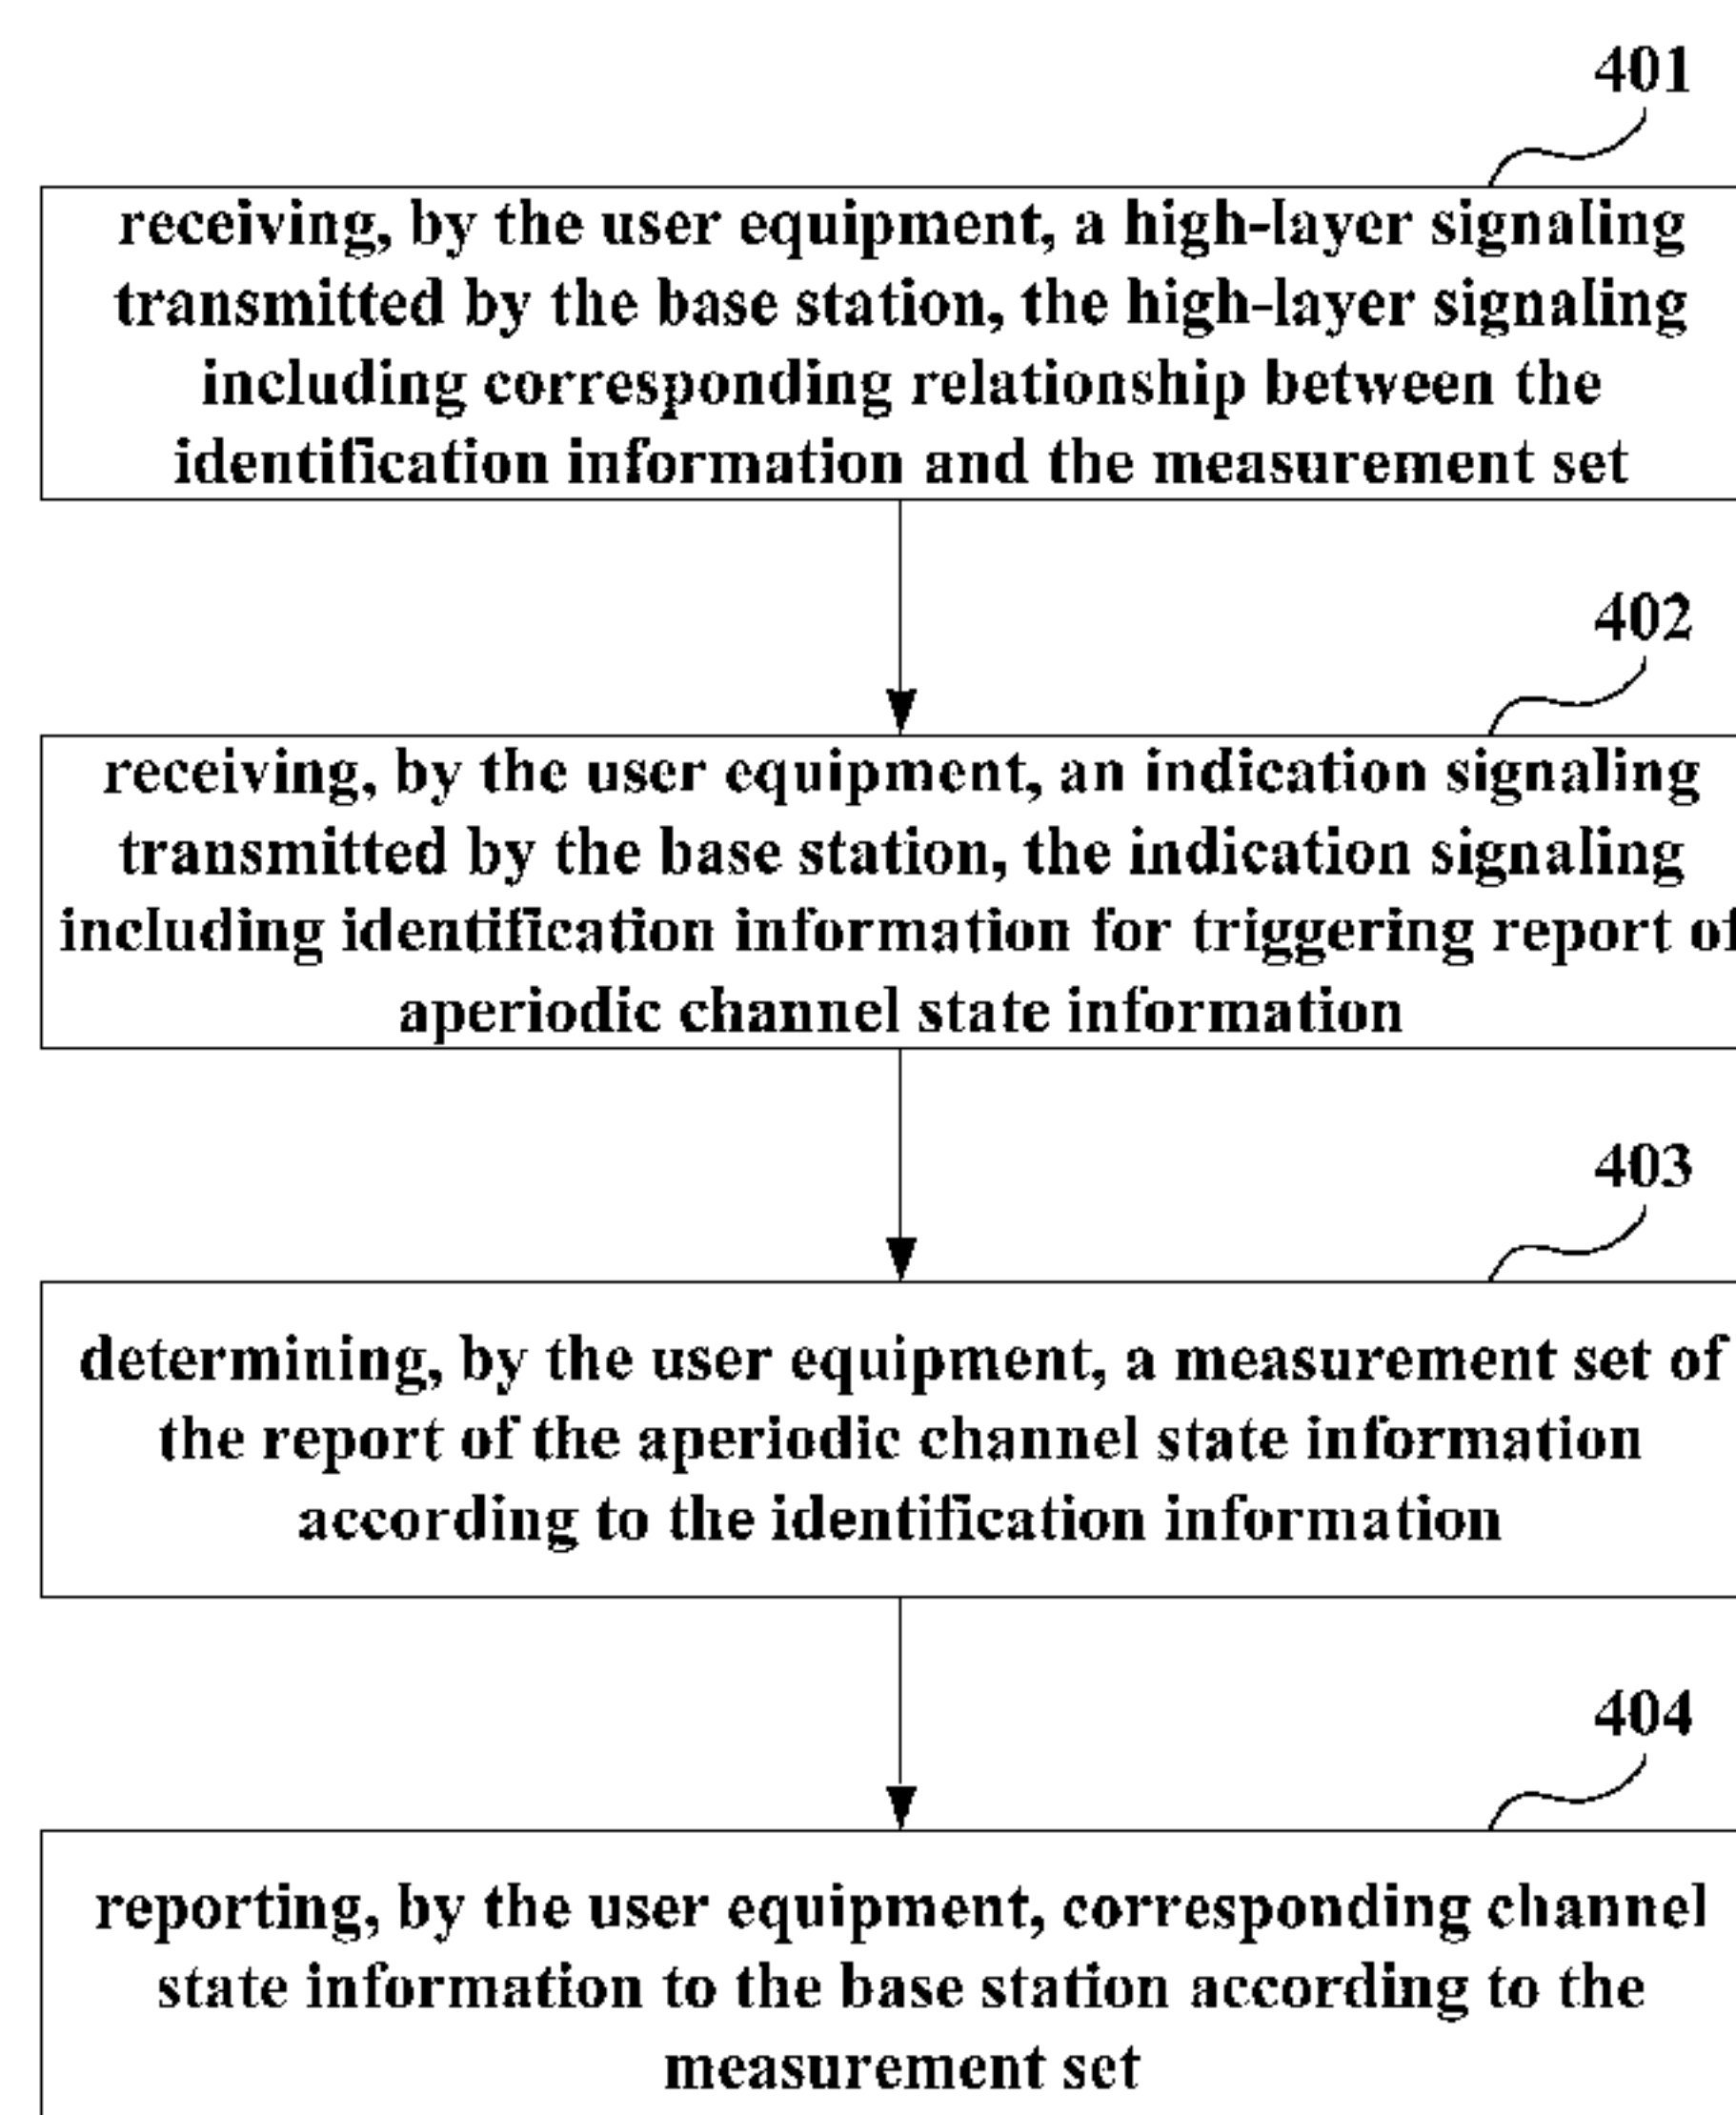 401
receiving, by the user equipment, a high-layer signaling
transmitted by the base station, the high-layer signaling
including corresponding relationship between the
identification information and the measurement set
402
receiving, by the user equipment, an indication signaling
transmitted by the base station, the indication signaling
including identification information for triggering report of
aperiodic channel state information
403
determining, by the user equipment, a measurement set of
the report of the aperiodic channel state information
according to the identification information
404
reporting, by the user equipment, corresponding channel
state information to the base station according to the
measurement set